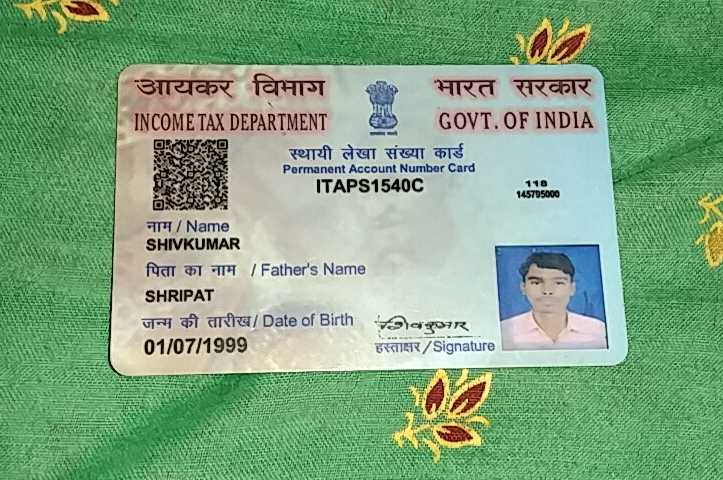 आयकर विभाग
भारत सरकार
INCOME TAX DEPARTMENT
GOVT. OF INDIA
स्थायी लेखा संख्या कार्ड
Permanent Account Number Card
ITAPS1540C
118
145795000
नाम / Name
SHIVKUMAR
पिता का नाम / Father's Name
SHRIPAT
जन्म की तारीख / Date of Birth
01/07/1999
शिवकुमार
हस्ताक्षर / Signature